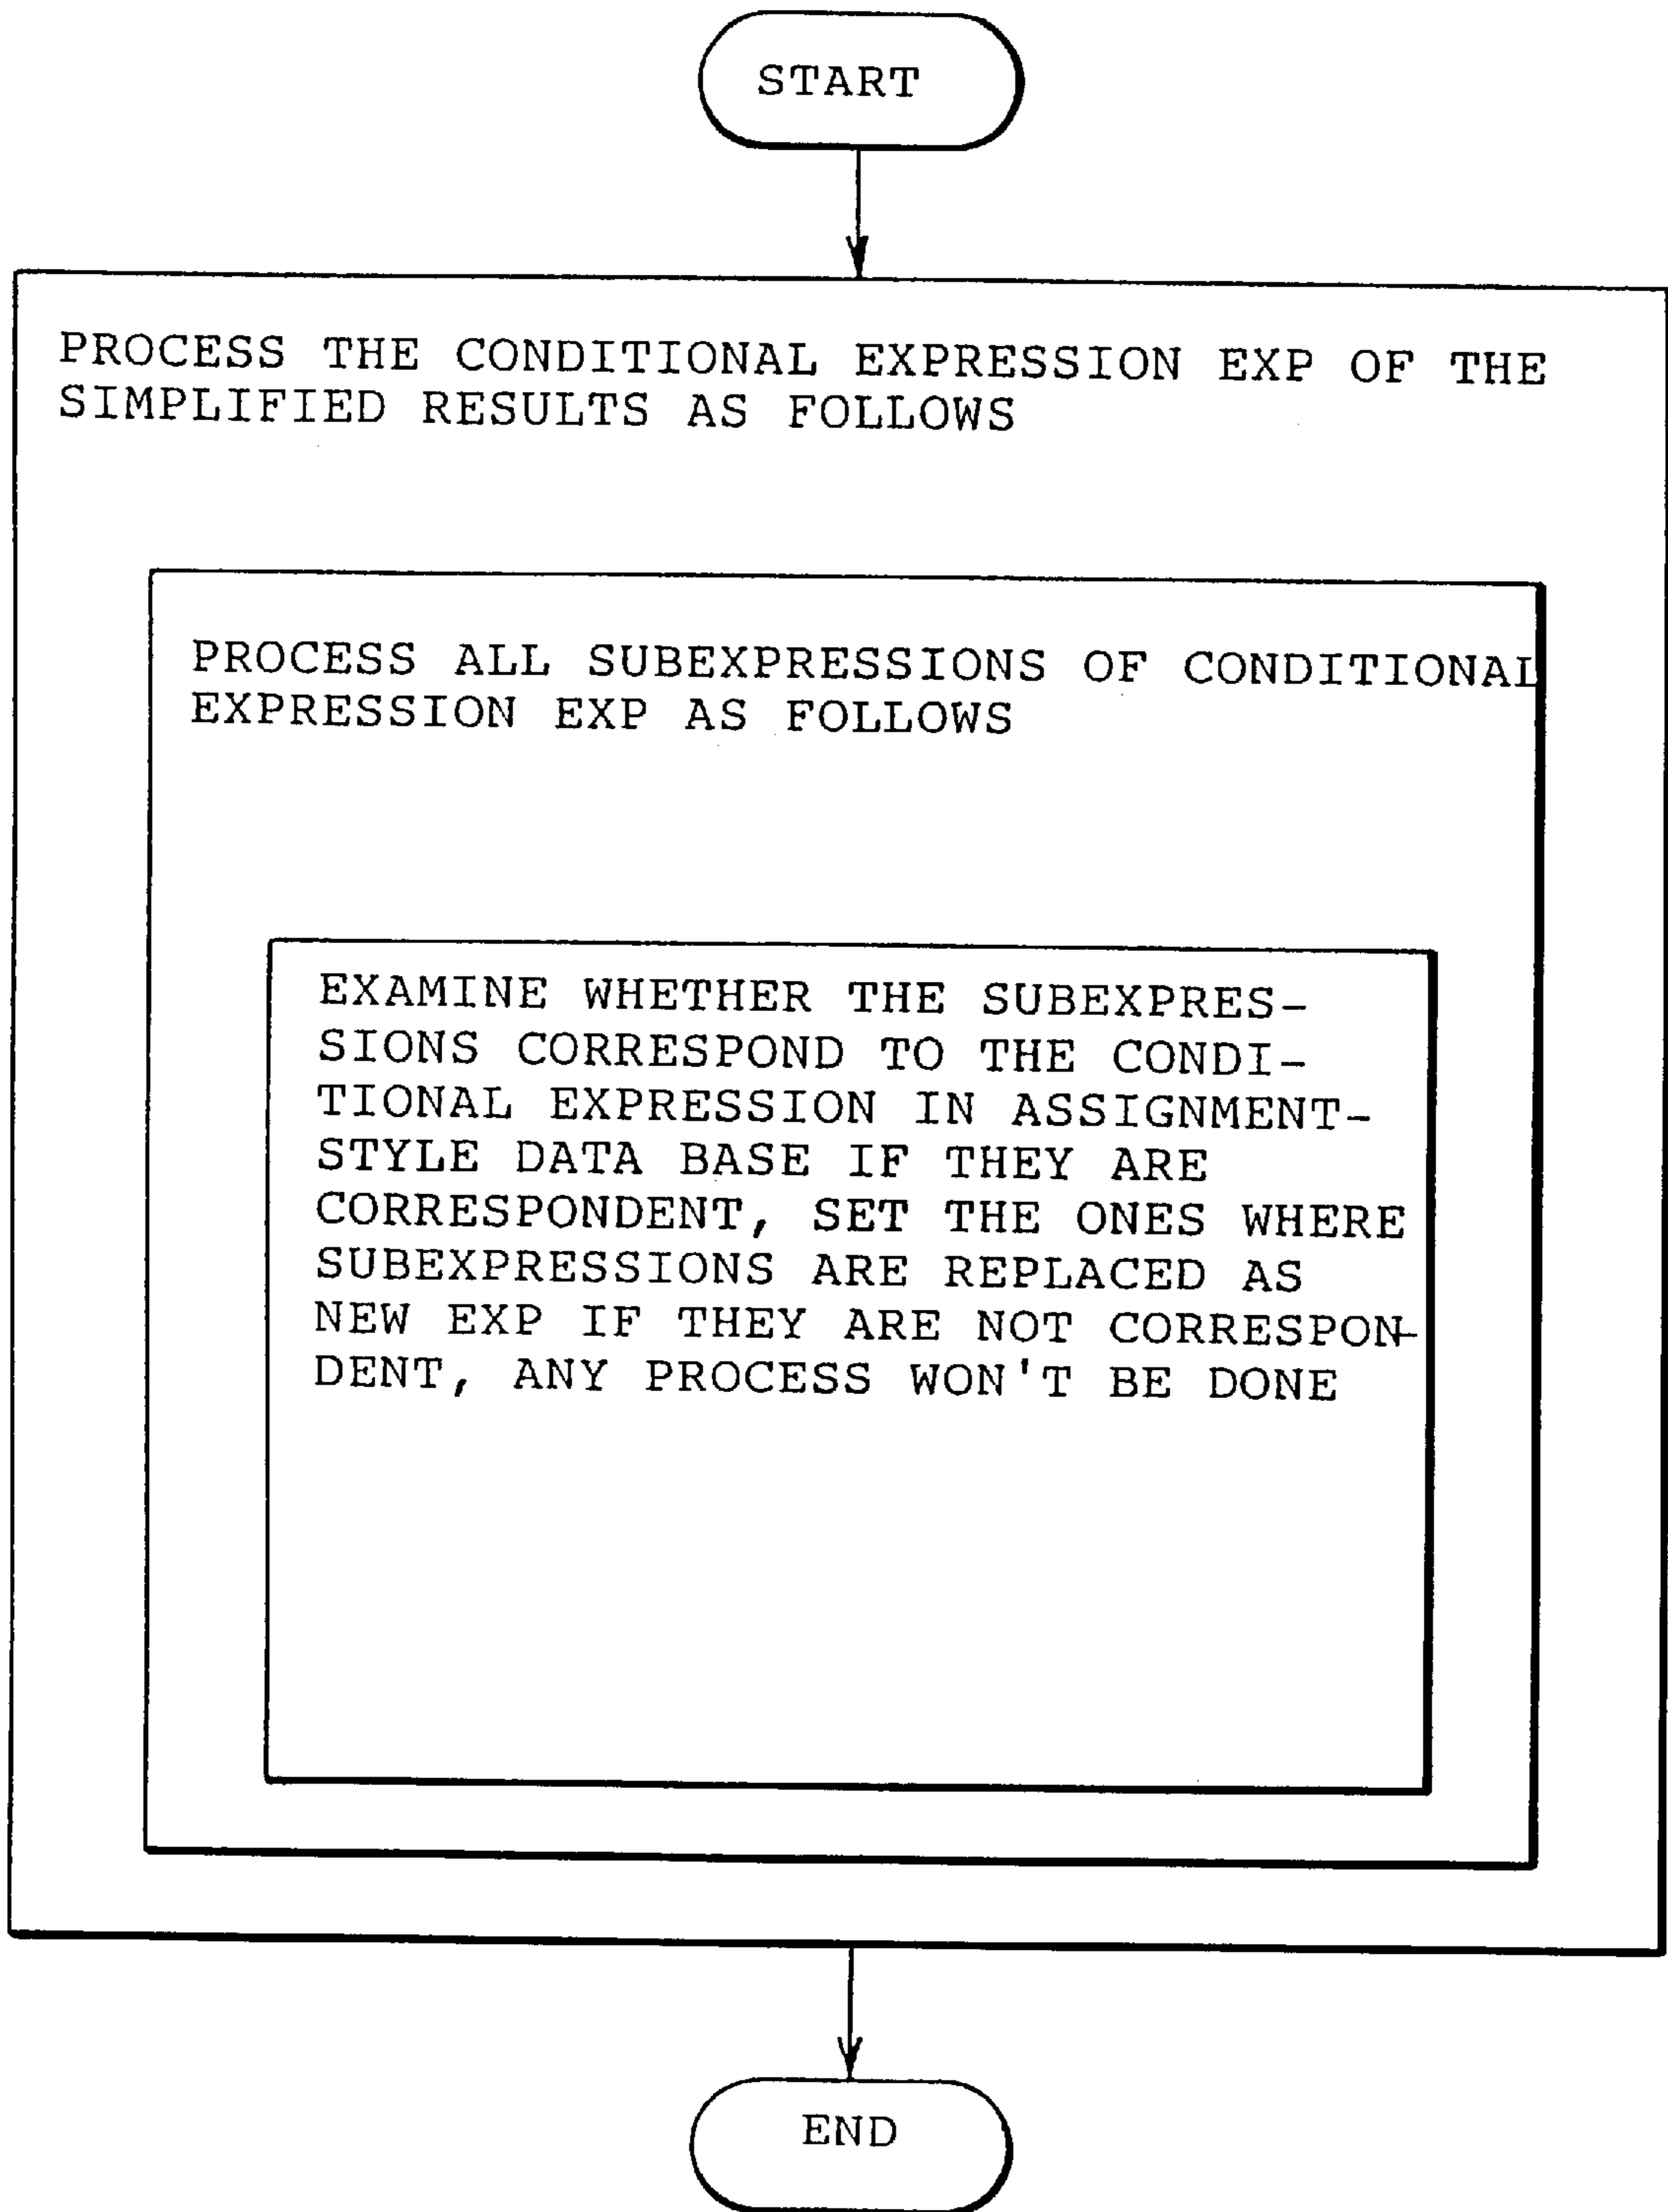 START
PROCESS THE CONDITIONAL EXPRESSION EXP OF THE
SIMPLIFIED RESULTS AS FOLLOWS
PROCESS ALL SUBEXPRESSIONS OF CONDITIONAL
EXPRESSION EXP AS FOLLOWS
EXAMINE WHETHER THE SUBEXPRES-
SIONS CORRESPOND TO THE CONDI-
TIONAL EXPRESSION IN ASSIGNMENT-
STYLE DATA BASE IF THEY ARE
CORRESPONDENT, SET THE ONES WHERE
SUBEXPRESSIONS ARE REPLACED AS
NEW EXP IF THEY ARE NOT CORRESPON-
DENT, ANY PROCESS WON'T BE DONE
END